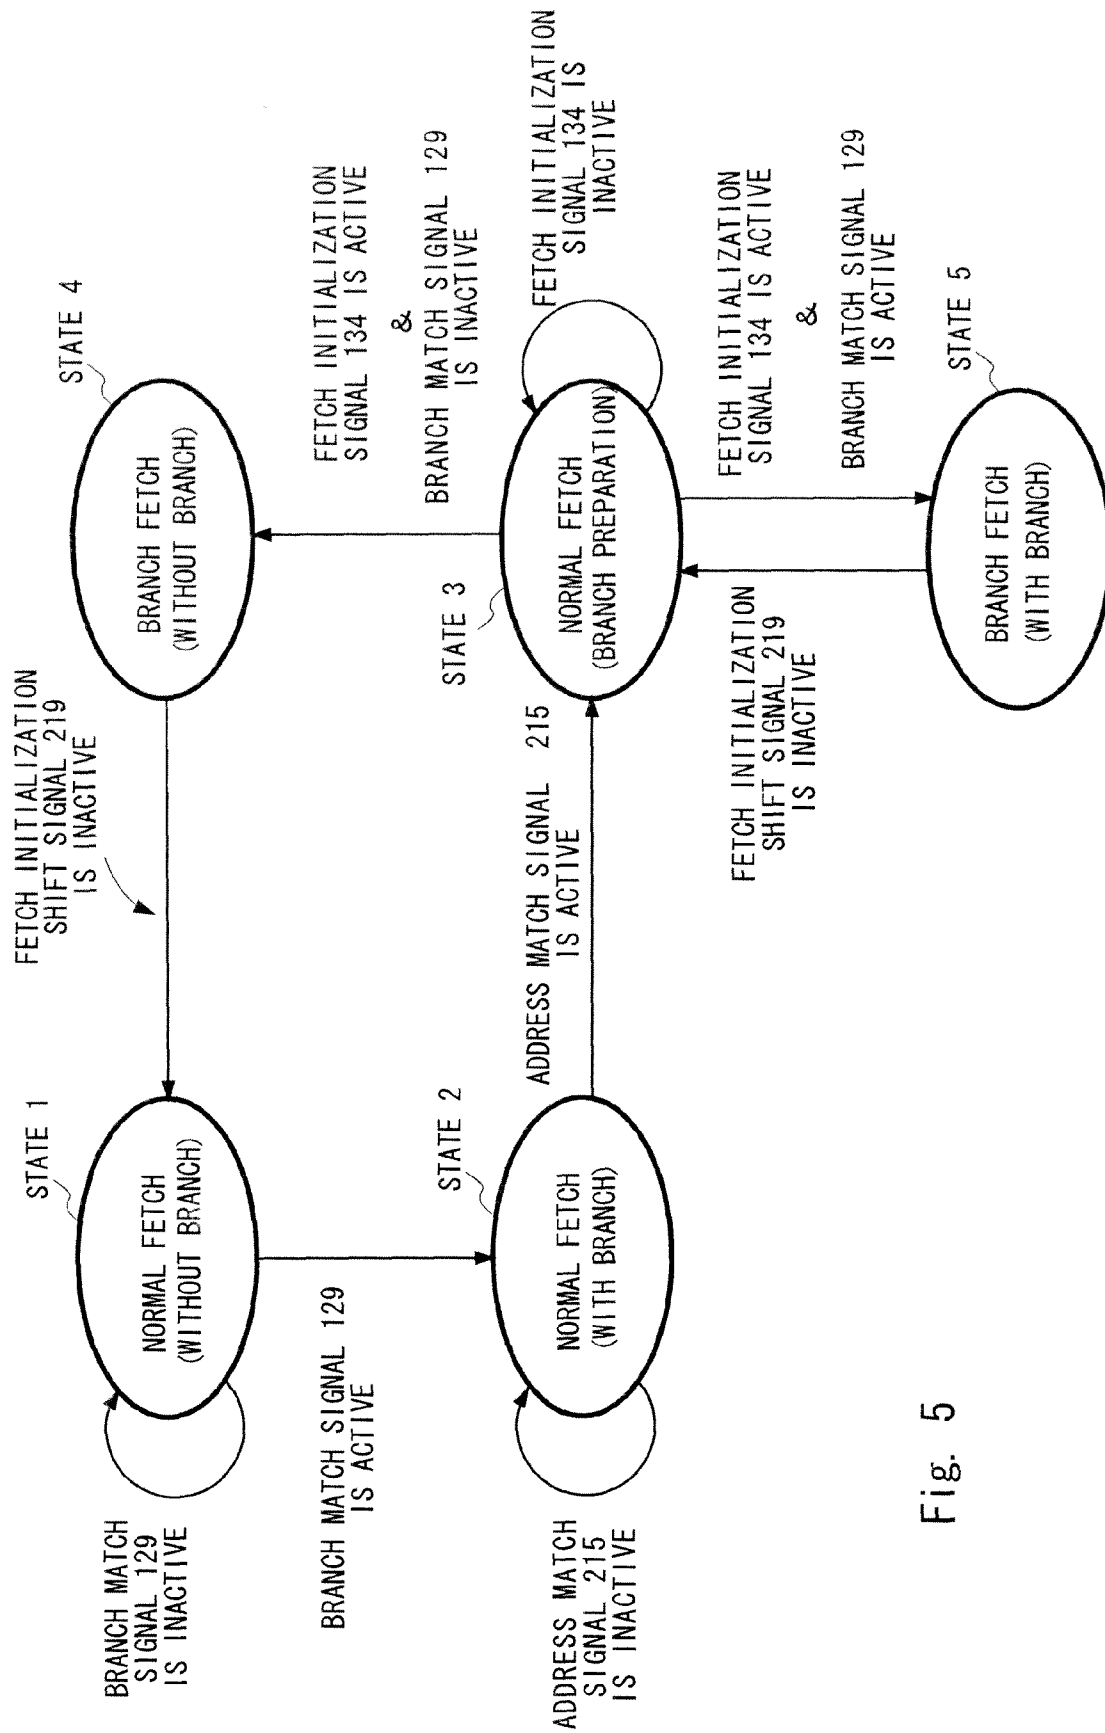 BRANCH MATCH
SIGNAL 129
IS INACTIVE
STATE 1
NORMAL FETCH
(WITHOUT BRANCH)
FETCH INITIALIZATION
SHIFT SIGNAL 219
IS INACTIVE
STATE 4
BRANCH FETCH
(WITHOUT BRANCH)
BRANCH MATCH SIGNAL 129
IS ACTIVE
FETCH INITIALIZATION
SIGNAL 134 IS ACTIVE
&
BRANCH MATCH SIGNAL 129
IS INACTIVE
ADDRESS MATCH
SIGNAL 215
IS INACTIVE
STATE 2
NORMAL FETCH
(WITH BRANCH)
ADDRESS MATCH SIGNAL 215
IS ACTIVE
STATE 3
NORMAL FETCH
(BRANCH PREPARATION)
FETCH INITIALIZATION
SIGNAL 134 IS
INACTIVE
FETCH INITIALIZATION
SHIFT SIGNAL 219
IS INACTIVE
FETCH INITIALIZATION
SIGNAL 134 IS ACTIVE
&
BRANCH MATCH SIGNAL 129
IS ACTIVE
STATE 5
BRANCH FETCH
(WITH BRANCH)
Fig. 5